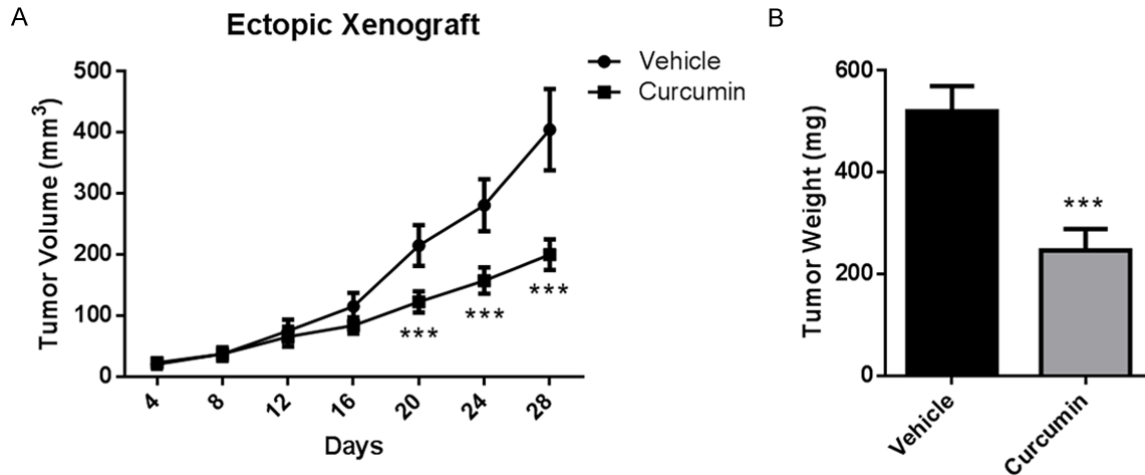 A
Ectopic Xenograft
Vehicle
Curcumin
Tumor Volume (mm³)
500
400
300
200
100
0
***
***
***
4
8
12
16
20
24
28
Days
B
Tumor Weight (mg)
600
400
200
0
***
Vehicle
Curcumin